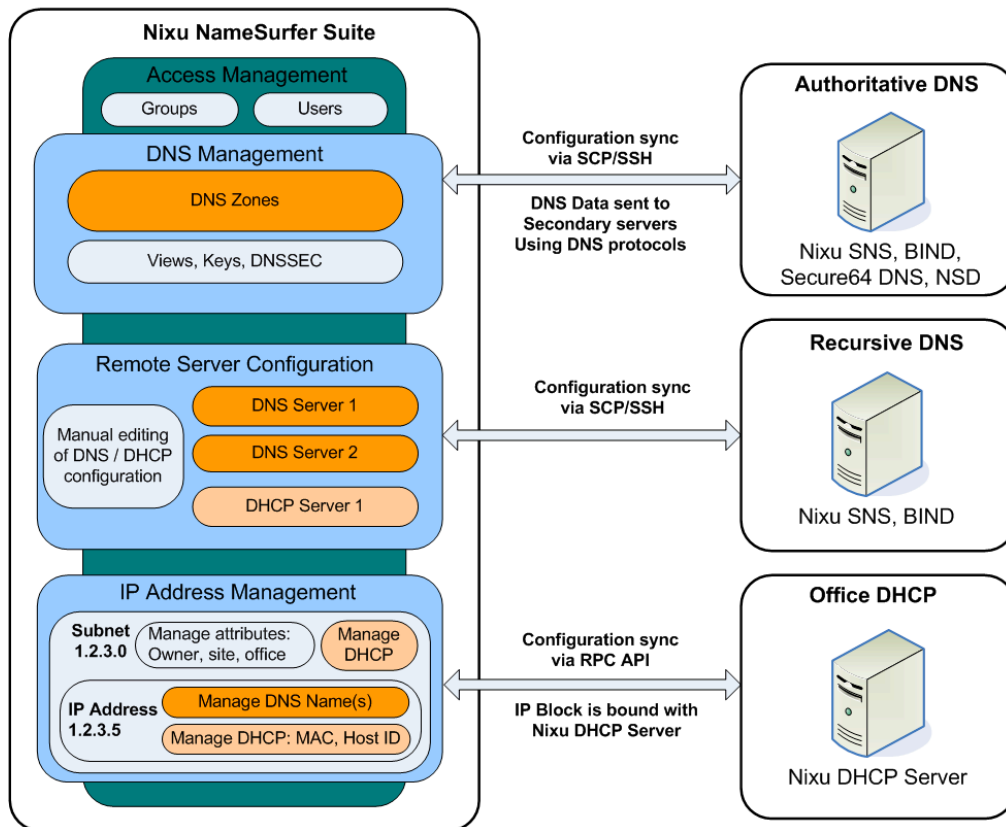 Nixu NameSurfer Suite
Access Management
Groups
Users
DNS Management
DNS Zones
Views, Keys, DNSSEC
Remote Server Configuration
Manual editing
of DNS / DHCP
configuration
DNS Server 1
DNS Server 2
DHCP Server 1
IP Address Management
Subnet
1.2.3.0
Manage attributes:
Owner, site, office
Manage
DHCP
IP Address
1.2.3.5
Manage DNS Name(s)
Manage DHCP: MAC, Host ID
Configuration sync
via SCP/SSH
DNS Data sent to
Secondary servers
Using DNS protocols
Configuration sync
via SCP/SSH
Configuration sync
via RPC API
IP Block is bound with
Nixu DHCP Server
Authoritative DNS
Nixu SNS, BIND,
Secure64 DNS, NSD
Recursive DNS
Nixu SNS, BIND
Office DHCP
Nixu DHCP Server